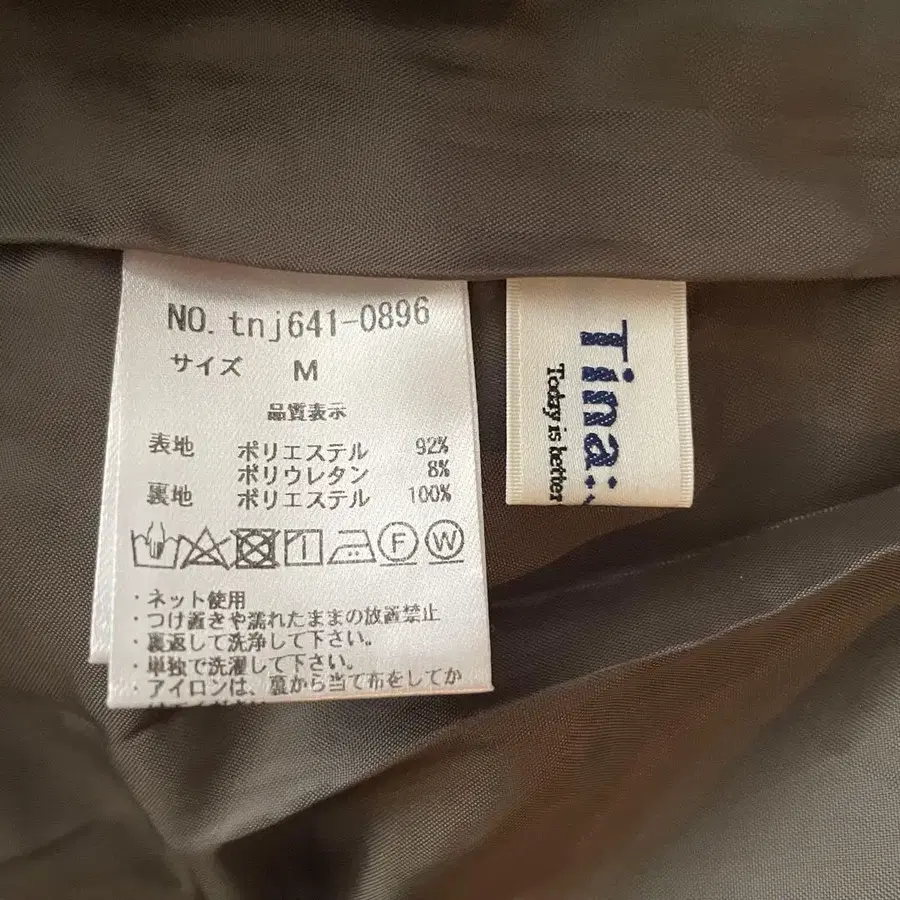 NO. tnj641-0896
サイズ M
品質表示
表地 ポリエステル 92%
ポリウレタン 8%
裏地 ポリエステル 100%
F W
・ネット使用
・つけ置きや濡れたままの放置禁止
・裏返して洗浄して下さい。
・単独で洗濯して下さい。
・アイロンは、裏から当て布をしてか
Tina:
Today is better